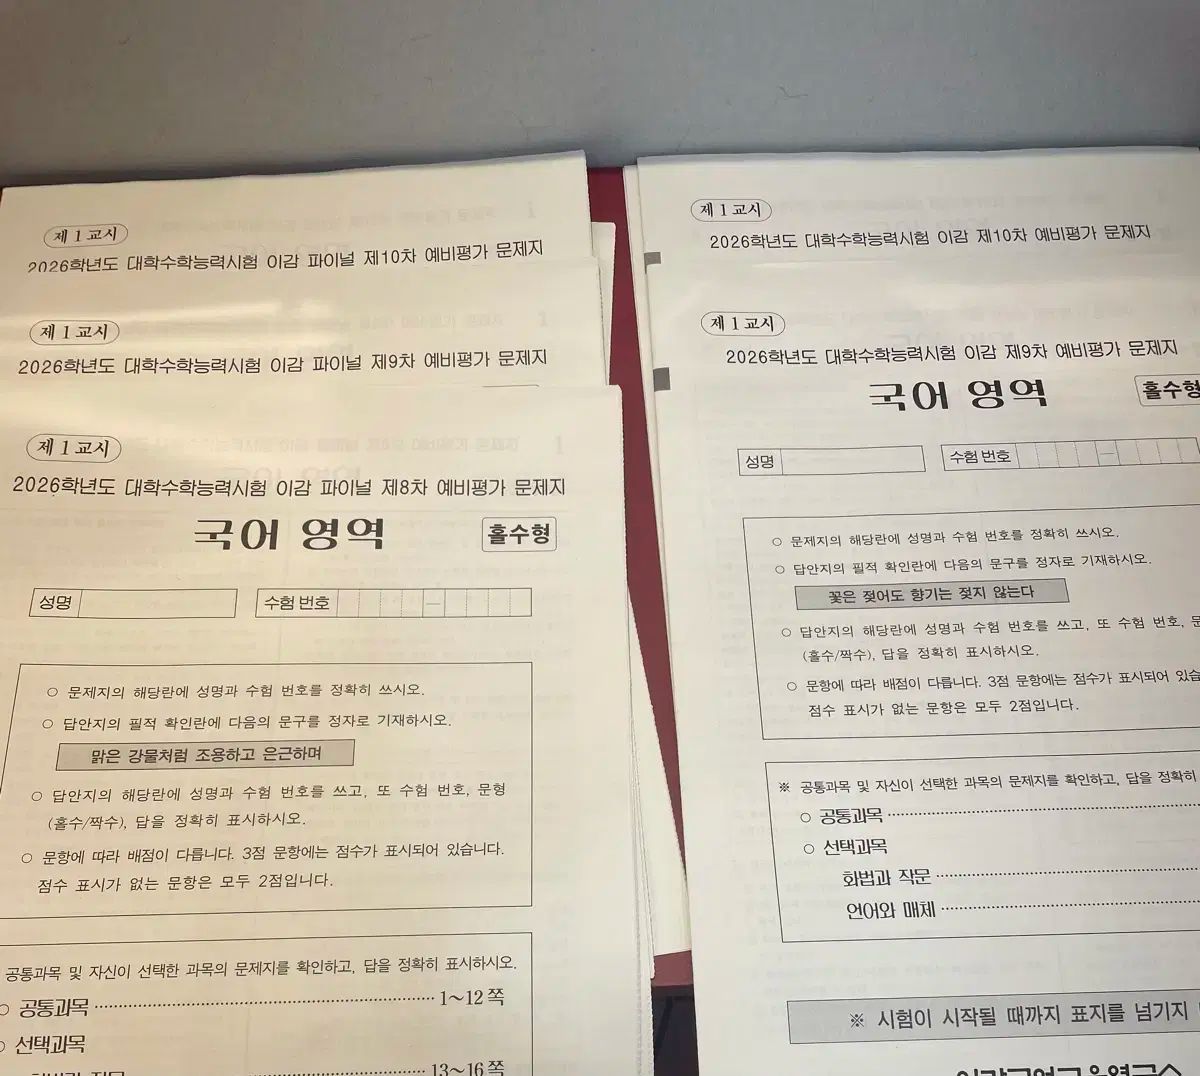 제 1 교시
2026학년도 대학수학능력시험 이감 파이널 제10차 예비평가 문제지
제 1 교시
2026학년도 대학수학능력시험 이감 파이널 제9차 예비평가 문제지
제 1 교시
2026학년도 대학수학능력시험 이감 파이널 제8차 예비평가 문제지
국어 영역
홀수형
성명
수험 번호 —
○ 문제지의 해당란에 성명과 수험 번호를 정확히 쓰시오.
○ 답안지의 필적 확인란에 다음의 문구를 정자로 기재하시오.
맑은 강물처럼 조용하고 은근하며
○ 답안지의 해당란에 성명과 수험 번호를 쓰고, 또 수험 번호, 문형
(홀수/짝수), 답을 정확히 표시하시오.
○ 문항에 따라 배점이 다릅니다. 3점 문항에는 점수가 표시되어 있습니다.
점수 표시가 없는 문항은 모두 2점입니다.
공통과목 및 자신이 선택한 과목의 문제지를 확인하고, 답을 정확히 표시하시오.
○ 공통과목 1~12 쪽
○ 선택과목
13~16 쪽
제 1 교시
2026학년도 대학수학능력시험 이감 제10차 예비평가 문제지
제 1 교시
2026학년도 대학수학능력시험 이감 제9차 예비평가 문제지
국어 영역
홀수형
성명
수험 번호 —
○ 문제지의 해당란에 성명과 수험 번호를 정확히 쓰시오.
○ 답안지의 필적 확인란에 다음의 문구를 정자로 기재하시오.
꽃은 젖어도 향기는 젖지 않는다
○ 답안지의 해당란에 성명과 수험 번호를 쓰고, 또 수험 번호,
(홀수/짝수), 답을 정확히 표시하시오.
○ 문항에 따라 배점이 다릅니다. 3점 문항에는 점수가 표시되어
점수 표시가 없는 문항은 모두 2점입니다.
※ 공통과목 및 자신이 선택한 과목의 문제지를 확인하고, 답을 정확히
○ 공통과목
○ 선택과목
화법과 작문
언어와 매체
※ 시험이 시작될 때까지 표지를 넘기지